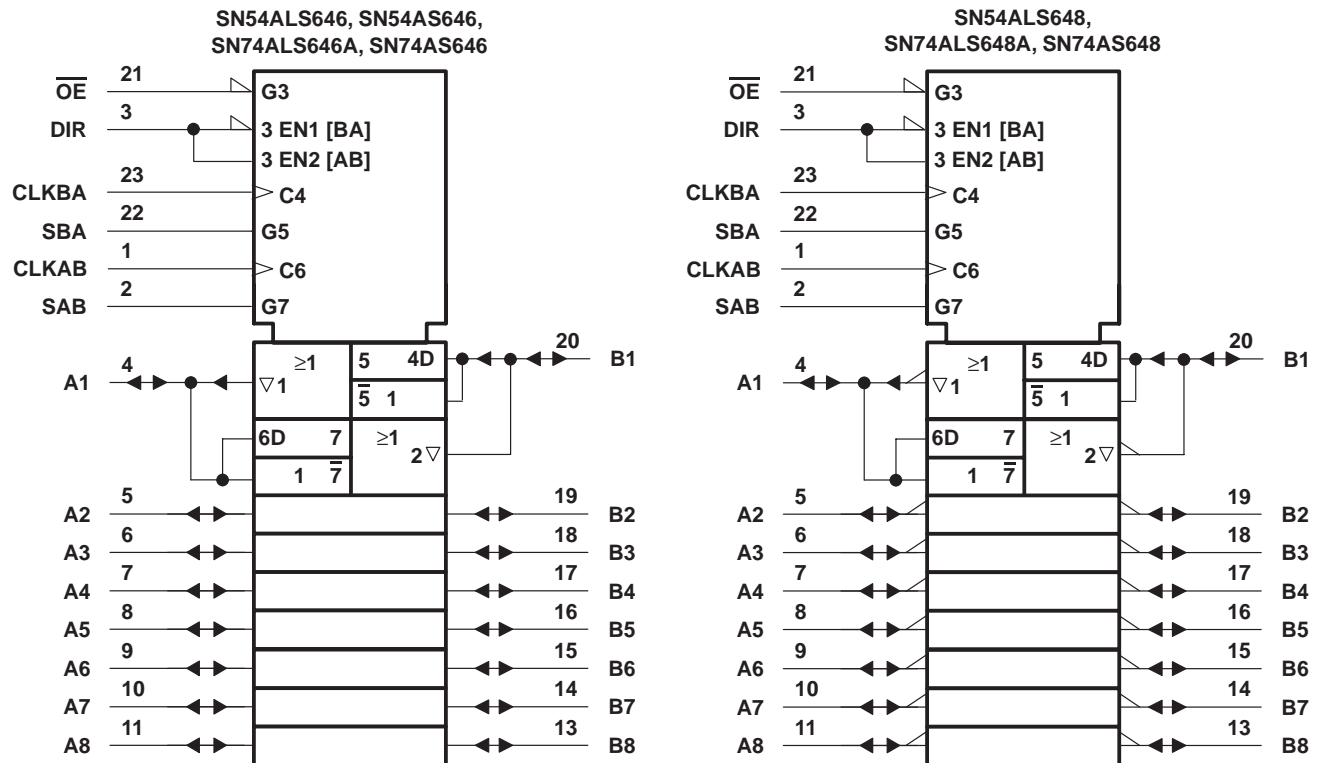 SN54ALS646, SN54AS646,
SN74ALS646A, SN74AS646
OE̅ 21 G3
DIR 3 3 EN1 [BA]
3 EN2 [AB]
CLKBA 23 C4
SBA 22 G5
CLKAB 1 C6
SAB 2 G7
A1 4 ≥1 ▽1 5 4D 20 B1
5̅ 1
6D 7 ≥1 2▽
1 7̅
A2 5 19 B2
A3 6 18 B3
A4 7 17 B4
A5 8 16 B5
A6 9 15 B6
A7 10 14 B7
A8 11 13 B8
SN54ALS648,
SN74ALS648A, SN74AS648
OE̅ 21 G3
DIR 3 3 EN1 [BA]
3 EN2 [AB]
CLKBA 23 C4
SBA 22 G5
CLKAB 1 C6
SAB 2 G7
A1 4 ≥1 ▽1 5 4D 20 B1
5̅ 1
6D 7 ≥1 2▽
1 7̅
A2 5 19 B2
A3 6 18 B3
A4 7 17 B4
A5 8 16 B5
A6 9 15 B6
A7 10 14 B7
A8 11 13 B8